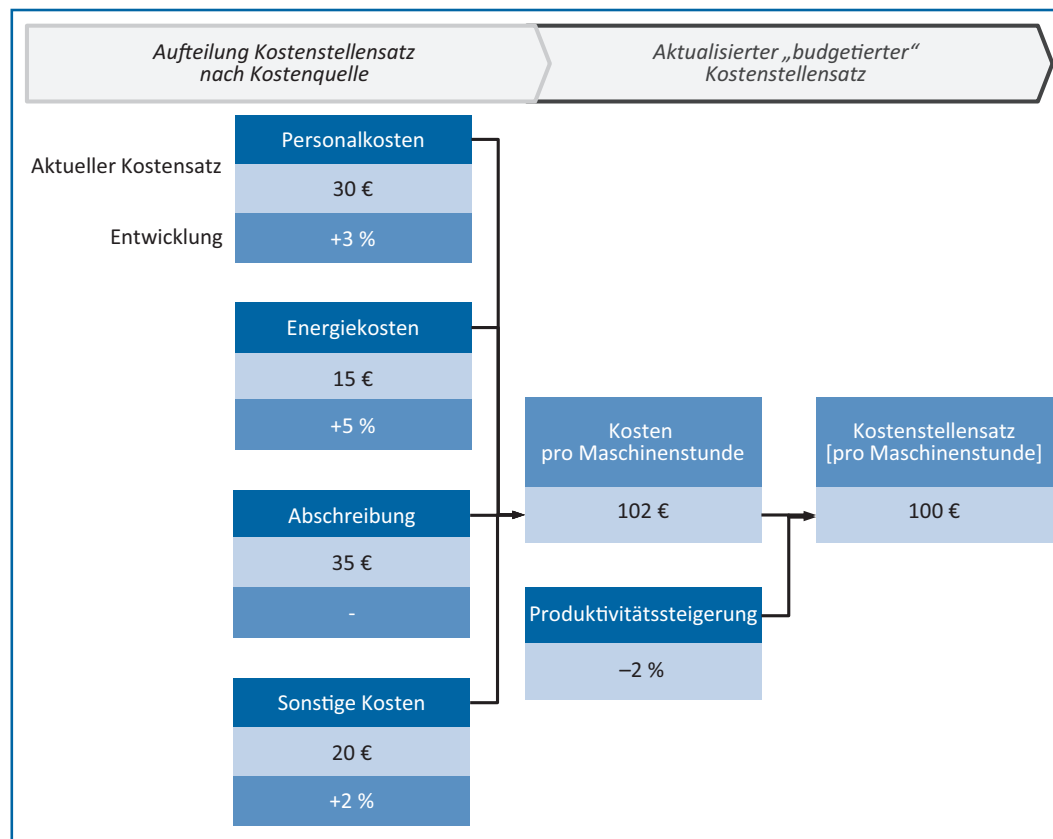 Aufteilung Kostenstellensatz
nach Kostenquelle
Aktualisierter „budgetierter“
Kostenstellensatz
Personalkosten
Aktueller Kostensatz
30 €
Entwicklung
+3 %
Energiekosten
15 €
+5 %
Kosten
pro Maschinenstunde
102 €
Kostenstellensatz
[pro Maschinenstunde]
100 €
Abschreibung
35 €
-
Produktivitätssteigerung
–2 %
Sonstige Kosten
20 €
+2 %